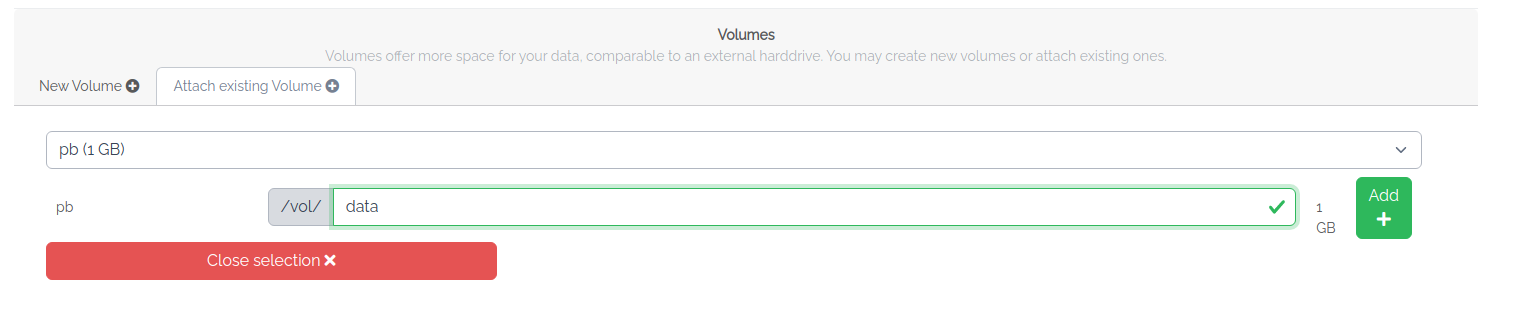 Volumes
Volumes offer more space for your data, comparable to an external harddrive. You may create new volumes or attach existing ones.
New Volume
Attach existing Volume
pb (1 GB)
pb
/vol/
data
1
GB
Add
Close selection